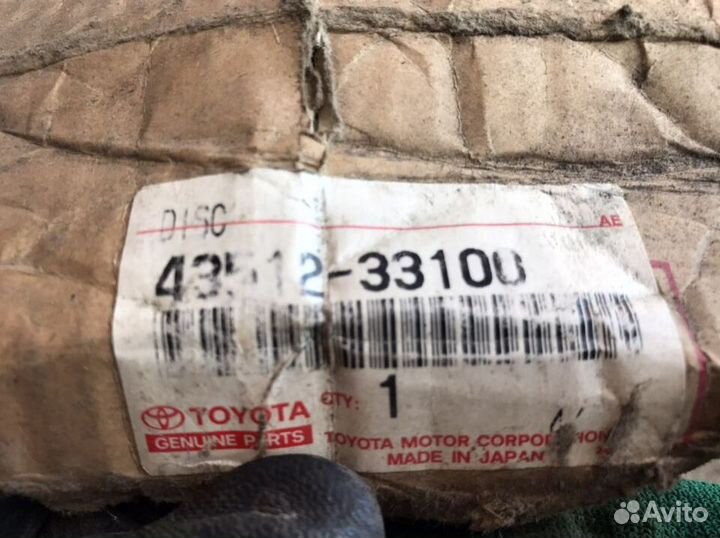 DISC
AE
43512-33100
QTY: 1
TOYOTA
GENUINE PARTS
TOYOTA MOTOR CORPORATION
MADE IN JAPAN
Avito